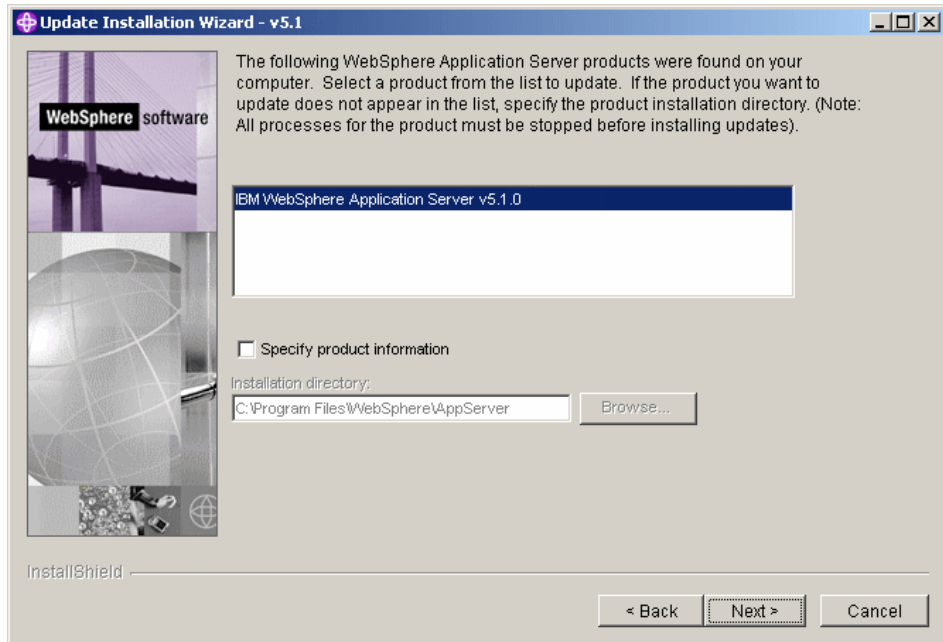 Update Installation Wizard - v5.1
WebSphere software
The following WebSphere Application Server products were found on your
computer. Select a product from the list to update. If the product you want to
update does not appear in the list, specify the product installation directory. (Note:
All processes for the product must be stopped before installing updates).
IBM WebSphere Application Server v5.1.0
Specify product information
Installation directory:
C:\Program Files\WebSphere\AppServer
Browse...
InstallShield
< Back
Next >
Cancel